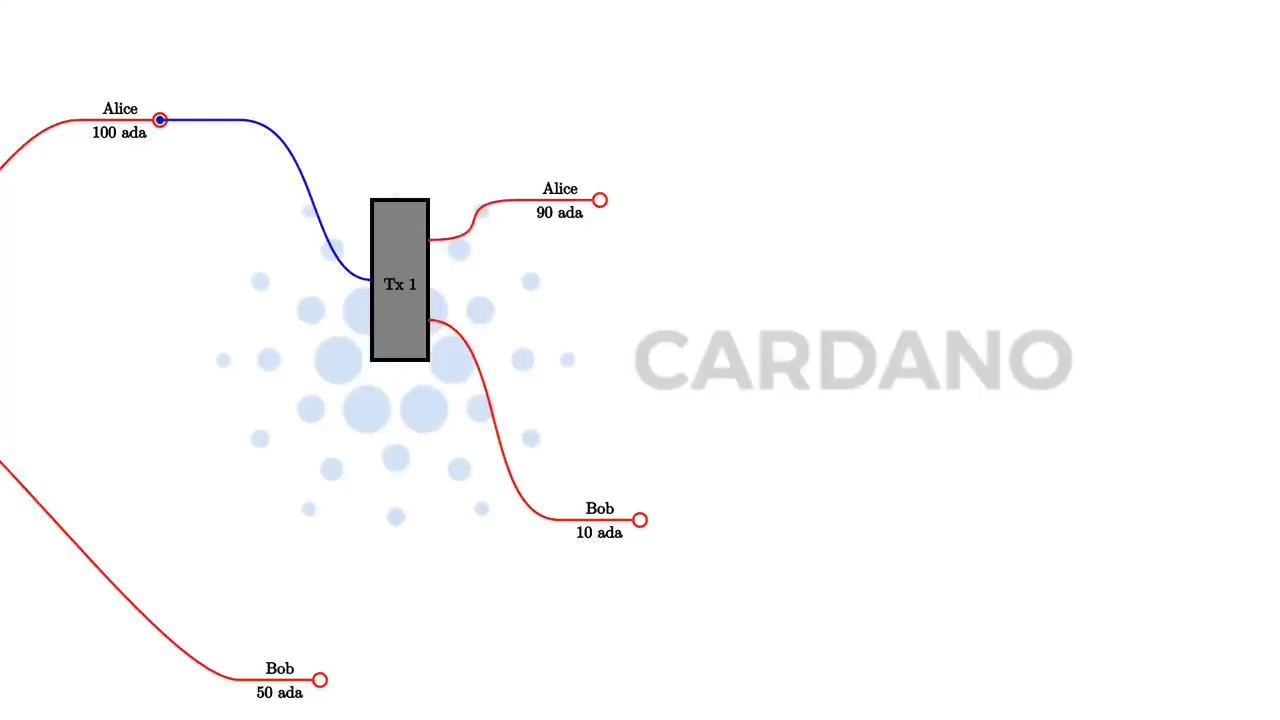 Alice
100 ada
Alice
90 ada
Tx 1
CARDANO
Bob
10 ada
Bob
50 ada